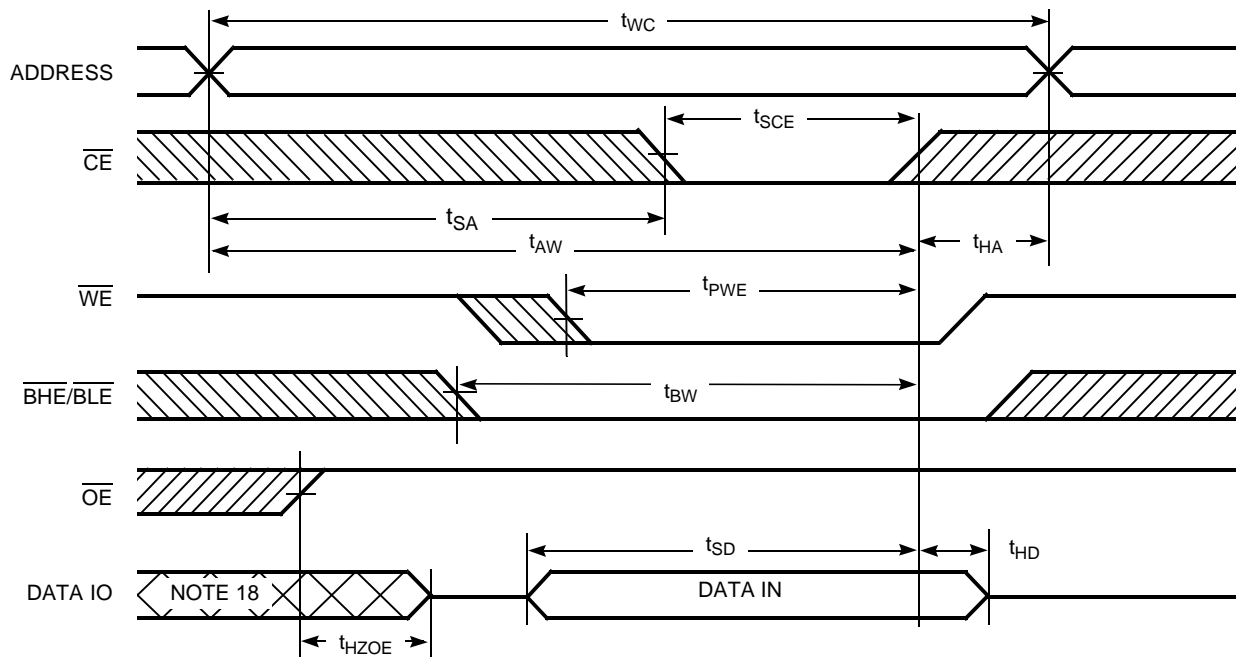 tWC
ADDRESS
tSCE
CE
tSA
tAW
tHA
WE
tPWE
BHE/BLE
tBW
OE
tSD
tHD
DATA IO
NOTE 18
DATA IN
tHZOE